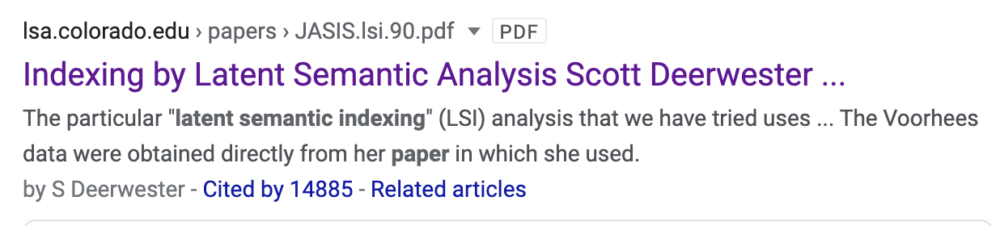 lsa.colorado.edu › papers › JASIS.lsi.90.pdf ▼ PDF
Indexing by Latent Semantic Analysis Scott Deerwester ...
The particular "latent semantic indexing" (LSI) analysis that we have tried uses ... The Voorhees
data were obtained directly from her paper in which she used.
by S Deerwester - Cited by 14885 - Related articles